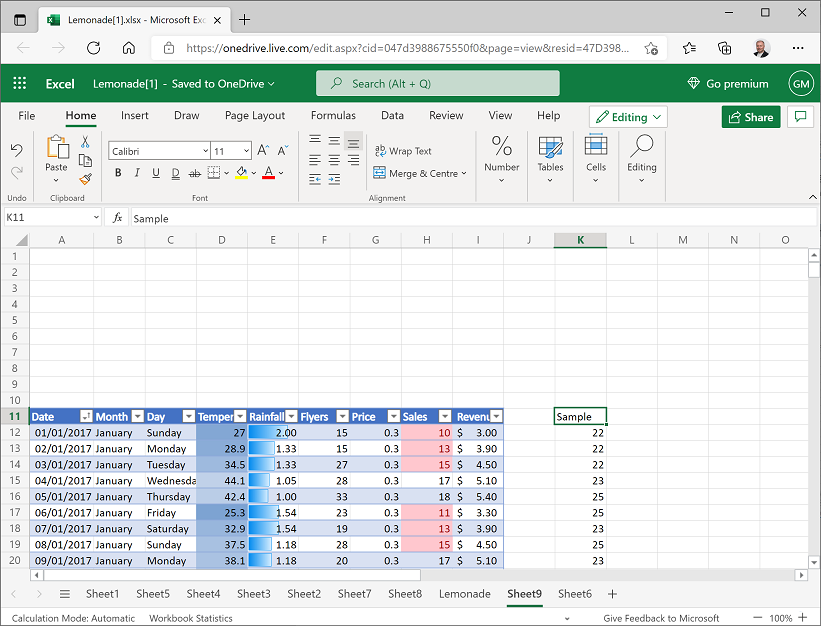 Lemonade[1].xlsx - Microsoft Exc
https://onedrive.live.com/edit.aspx?cid=047d3988675550f0&page=view&resid=47D398...
Excel Lemonade[1] - Saved to OneDrive Search (Alt + Q) Go premium GM
File Home Insert Draw Page Layout Formulas Data Review View Help Editing Share
Calibri 11 A A ab Wrap Text
Paste B I U D ab A Merge & Centre Number Tables Cells Editing
Undo Clipboard Font Alignment
K11 fx Sample
A B C D E F G H I J K L M N O
1
2
3
4
5
6
7
8
9
10
11 Date Month Day Temper Rainfall Flyers Price Sales Revenu Sample
12 01/01/2017 January Sunday 27 2.00 15 0.3 10 $ 3.00 22
13 02/01/2017 January Monday 28.9 1.33 15 0.3 13 $ 3.90 22
14 03/01/2017 January Tuesday 34.5 1.33 27 0.3 15 $ 4.50 22
15 04/01/2017 January Wednesda 44.1 1.05 28 0.3 17 $ 5.10 23
16 05/01/2017 January Thursday 42.4 1.00 33 0.3 18 $ 5.40 25
17 06/01/2017 January Friday 25.3 1.54 23 0.3 11 $ 3.30 25
18 07/01/2017 January Saturday 32.9 1.54 19 0.3 13 $ 3.90 23
19 08/01/2017 January Sunday 37.5 1.18 28 0.3 15 $ 4.50 25
20 09/01/2017 January Monday 38.1 1.18 20 0.3 17 $ 5.10 23
Sheet1 Sheet5 Sheet4 Sheet3 Sheet2 Sheet7 Sheet8 Lemonade Sheet9 Sheet6
Calculation Mode: Automatic Workbook Statistics Give Feedback to Microsoft 100%